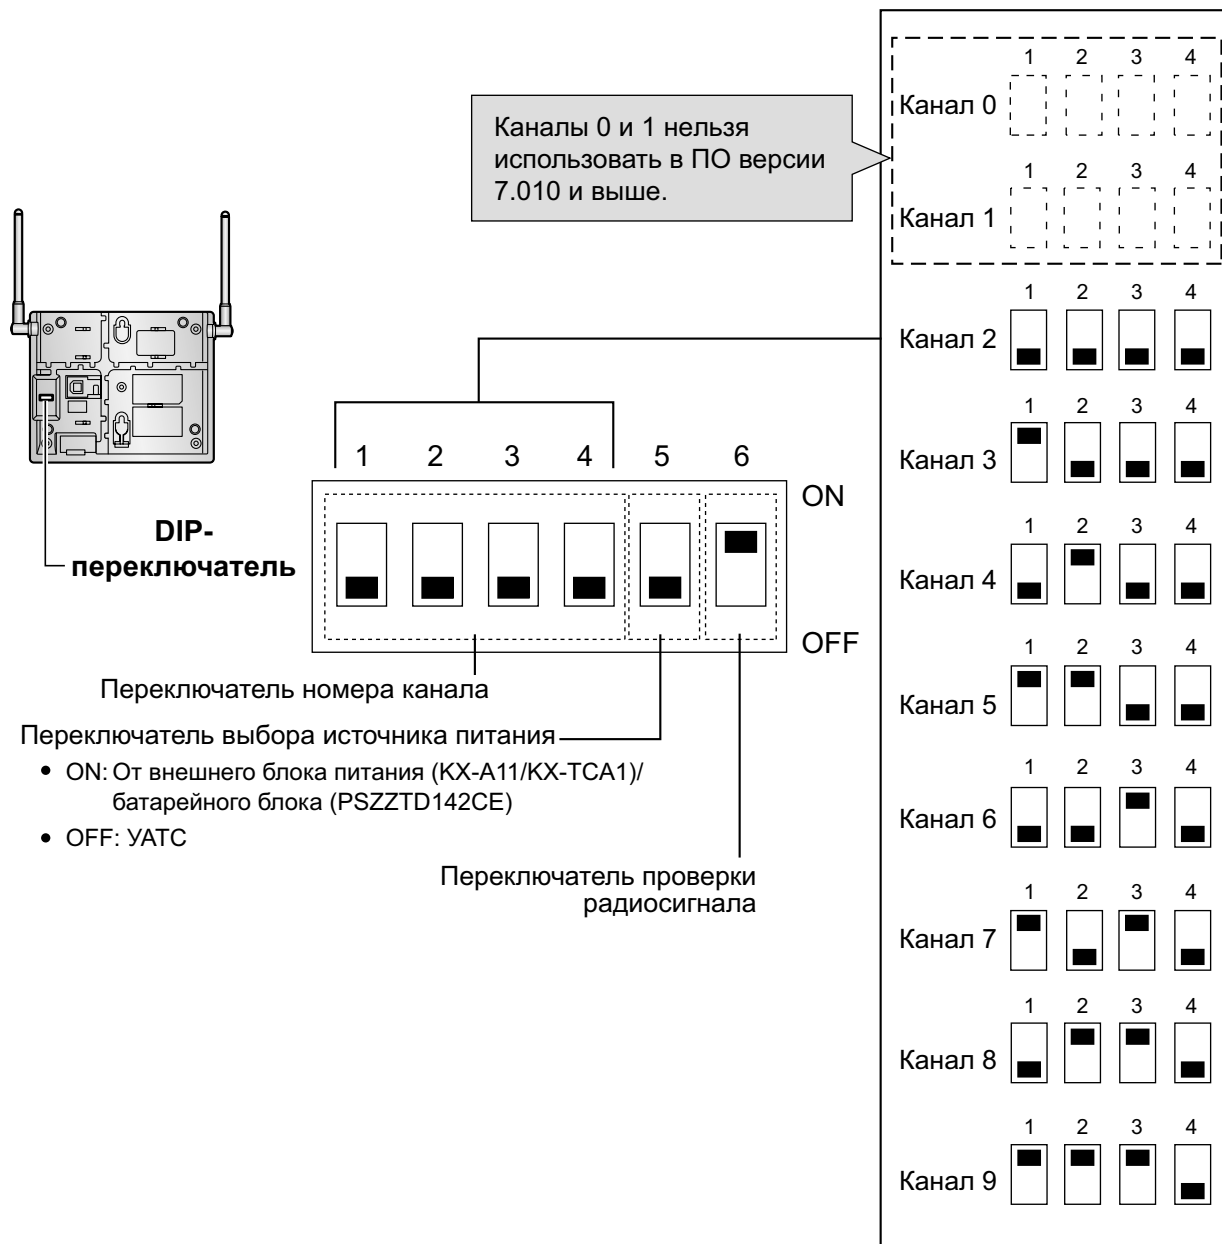 Каналы 0 и 1 нельзя
использовать в ПО версии
7.010 и выше.
DIP-
переключатель
1 2 3 4 5 6
ON
OFF
Переключатель номера канала
Переключатель выбора источника питания
• ON: От внешнего блока питания (KX-A11/KX-TCA1)/
батарейного блока (PSZZTD142CE)
• OFF: УАТС
Переключатель проверки
радиосигнала
1 2 3 4
Канал 0
1 2 3 4
Канал 1
1 2 3 4
Канал 2
1 2 3 4
Канал 3
1 2 3 4
Канал 4
1 2 3 4
Канал 5
1 2 3 4
Канал 6
1 2 3 4
Канал 7
1 2 3 4
Канал 8
1 2 3 4
Канал 9